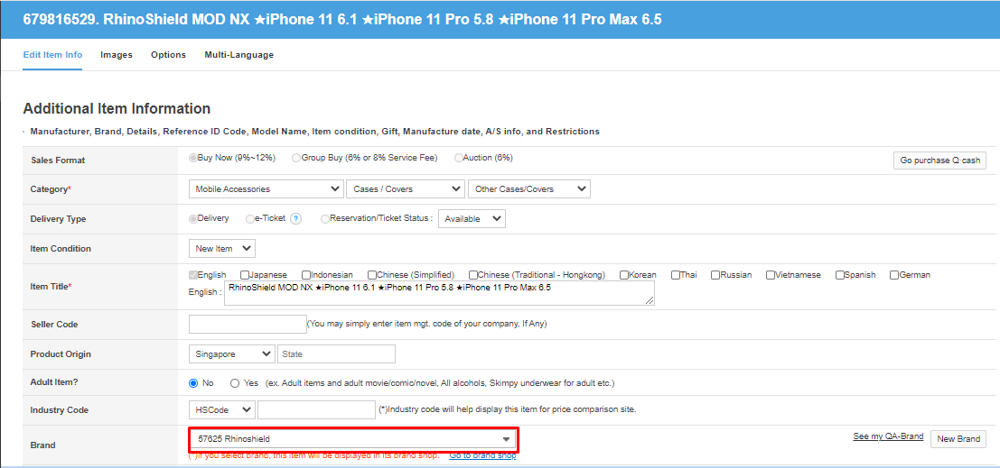 679816529. RhinoShield MOD NX ★iPhone 11 6.1 ★iPhone 11 Pro 5.8 ★iPhone 11 Pro Max 6.5
Edit Item Info Images Options Multi-Language
Additional Item Information
· Manufacturer, Brand, Details, Reference ID Code, Model Name, Item condition, Gift, Manufacture date, A/S info, and Restrictions
Sales Format Buy Now (9%~12%) Group Buy (6% or 8% Service Fee) Auction (6%) Go purchase Q·cash
Category* Mobile Accessories Cases / Covers Other Cases/Covers
Delivery Type Delivery e-Ticket ? Reservation/Ticket Status : Available
Item Condition New Item
English Japanese Indonesian Chinese (Simplified) Chinese (Traditional - Hongkong) Korean Thai Russian Vietnamese Spanish German
Item Title* English : RhinoShield MOD NX ★iPhone 11 6.1 ★iPhone 11 Pro 5.8 ★iPhone 11 Pro Max 6.5
Seller Code (You may simply enter item mgt. code of your company, If Any)
Product Origin Singapore State
Adult Item? No Yes (ex. Adult items and adult movie/comic/novel, All alcohols, Skimpy underwear for adult etc.)
Industry Code HSCode (*)Industry code will help display this item for price comparison site.
Brand 57625 Rhinoshield See my QA-Brand New Brand
(*)If you select brand, this item will be displayed in its brand shop. Go to brand shop